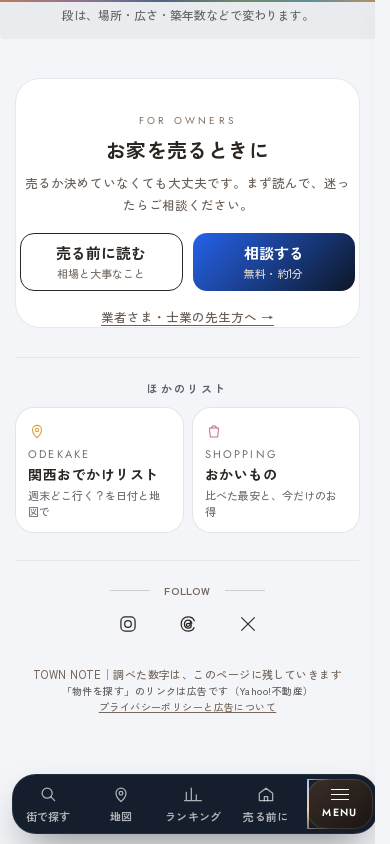 段は、場所・広さ・築年数などで変わります。
FOR OWNERS
お家を売るときに
売るか決めていなくても大丈夫です。まず読んで、迷っ
たらご相談ください。
売る前に読む
相場と大事なこと
相談する
無料・約1分
業者さま・士業の先生方へ →
ほかのリスト
ODEKAKE
関西おでかけリスト
週末どこ行く？を日付と地
図で
SHOPPING
おかいもの
比べた最安と、今だけのお
得
FOLLOW
TOWN NOTE｜調べた数字は、このページに残していきます
「物件を探す」のリンクは広告です（Yahoo!不動産）
プライバシーポリシーと広告について
街で探す
地図
ランキング
売る前に
MENU